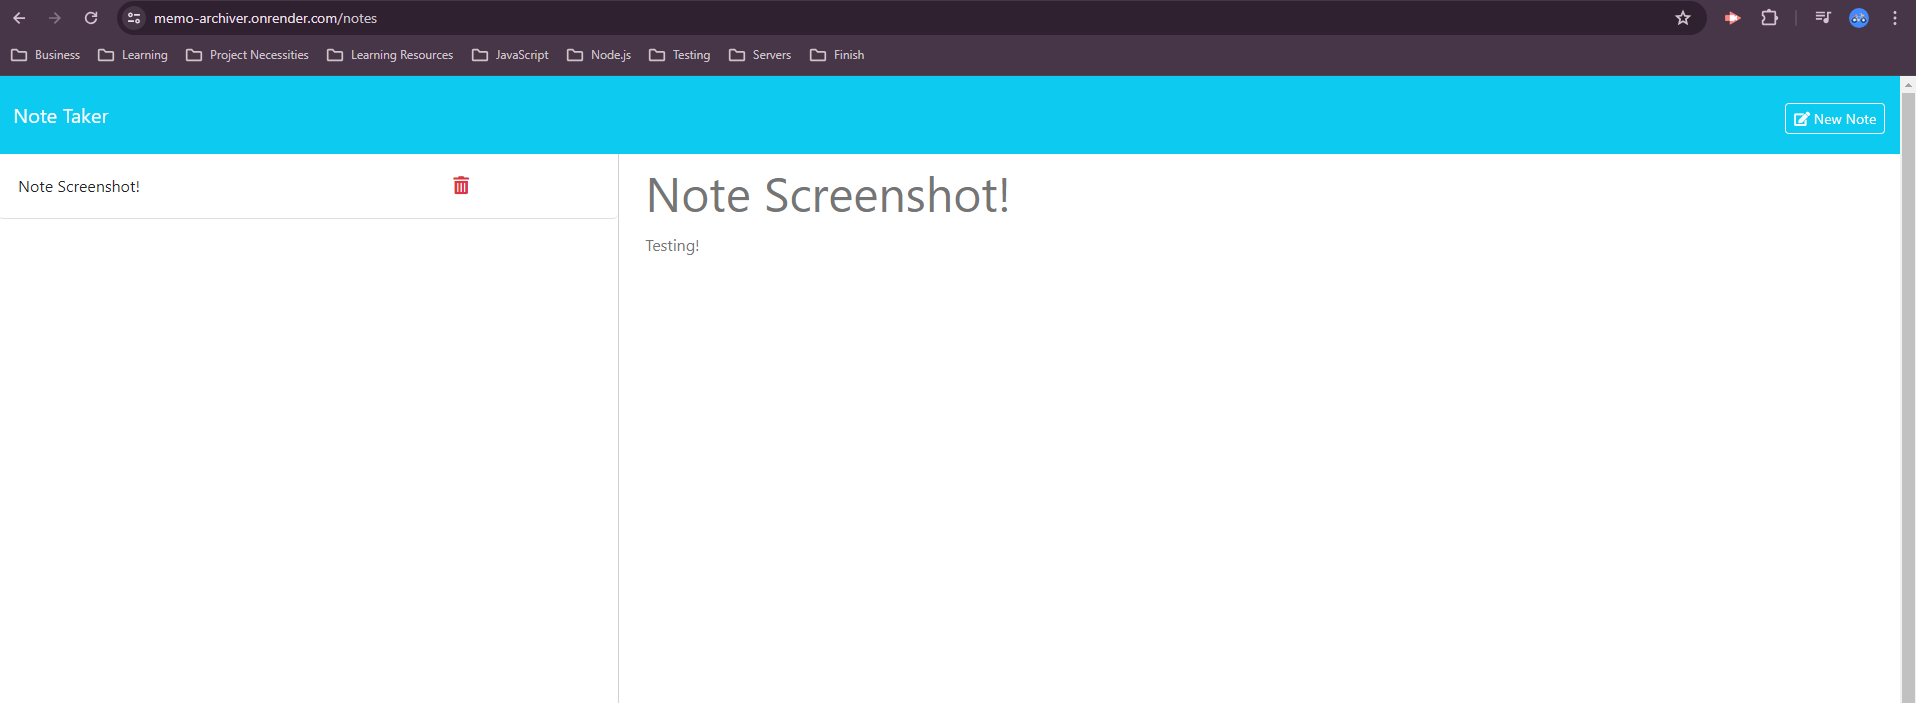 memo-archiver.onrender.com/notes
Business Learning Project Necessities Learning Resources JavaScript Node.js Testing Servers Finish
Note Taker
New Note
Note Screenshot!
Note Screenshot!
Testing!